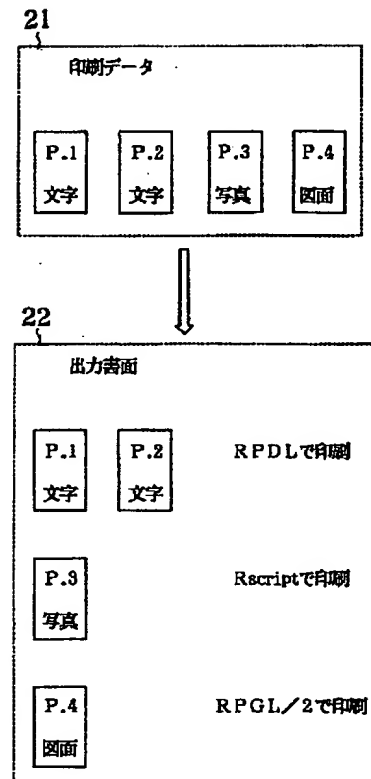 21
印刷データ
P.1 P.2 P.3 P.4
文字 文字 写真 図面
22
出力書面
P.1 P.2 RPDLで印刷
文字 文字
P.3 Rscriptで印刷
写真
P.4 RPGL／2で印刷
図面